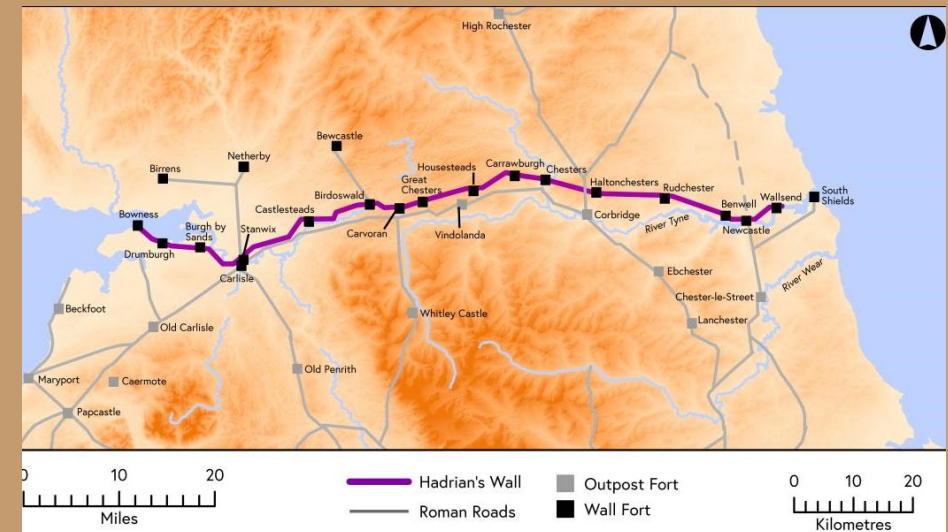 High Rochester
Bewcastle
Netherby
Birrens
Housesteads
Carrawburgh
Chesters
Great
Chesters
Haltonchesters
Rudchester
Birdoswald
Castlesteads
Stanwix
Bowness
Burgh by
Sands
Drumburgh
Carlisle
Carvoran
Vindolanda
Corbridge
River Tyne
Benwell
Wallsend
South
Shields
Newcastle
River Wear
Ebchester
Chester-le-Street
Lanchester
Whitley Castle
Beckfoot
Old Carlisle
Old Penrith
Maryport
Caermote
Papcastle
0 10 20
Miles
Hadrian's Wall
Roman Roads
Outpost Fort
Wall Fort
0 10 20
Kilometres